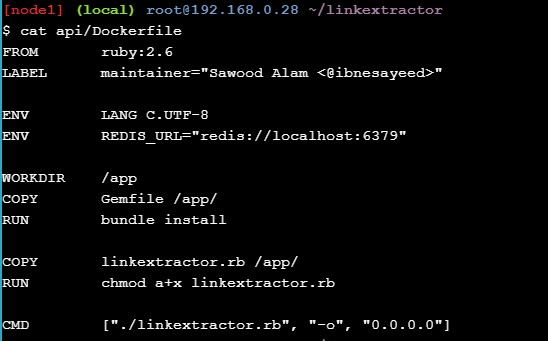 [node1] (local) root@192.168.0.28 ~/linkextractor
$ cat api/Dockerfile
FROM ruby:2.6
LABEL maintainer="Sawood Alam <@ibnesayeed>"
ENV LANG C.UTF-8
ENV REDIS_URL="redis://localhost:6379"
WORKDIR /app
COPY Gemfile /app/
RUN bundle install
COPY linkextractor.rb /app/
RUN chmod a+x linkextractor.rb
CMD ["./linkextractor.rb", "-o", "0.0.0.0"]